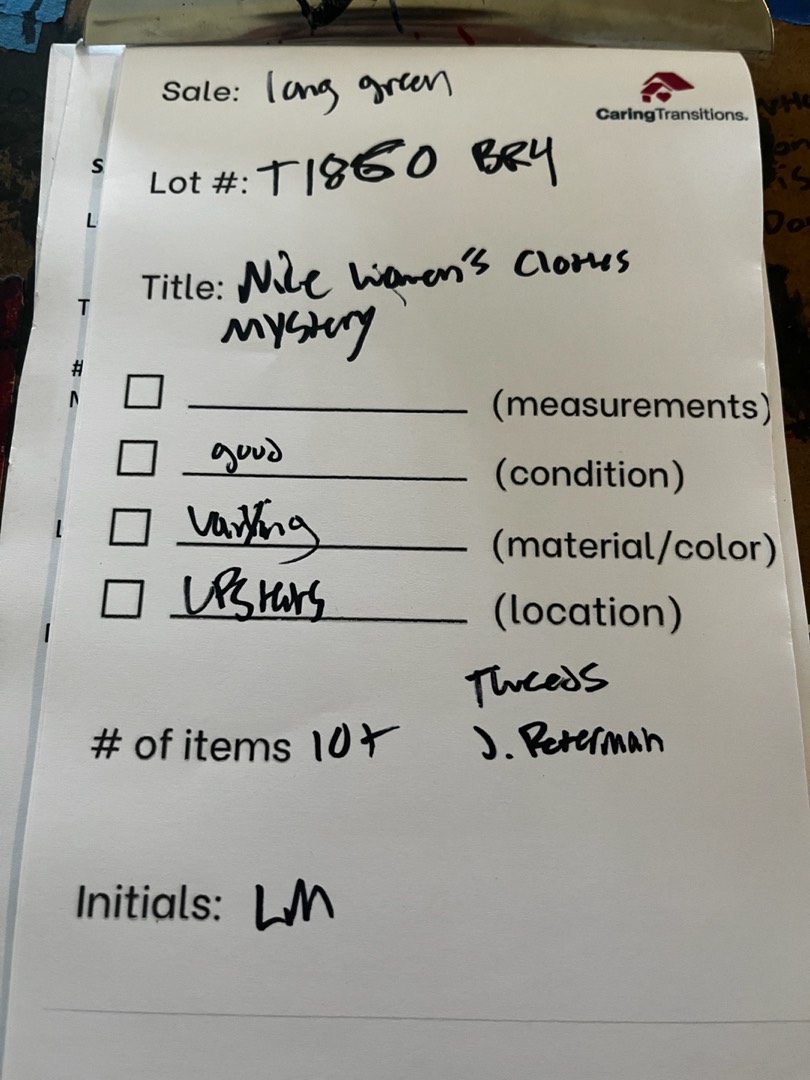 Sale: long green
CaringTransitions.
Lot #: T1860 BRY
Title: Nice Women's Clothes
Mystery
(measurements)
good (condition)
Varying (material/color)
Upstairs (location)
Threads
# of items 10+ J. Peterman
Initials: LM